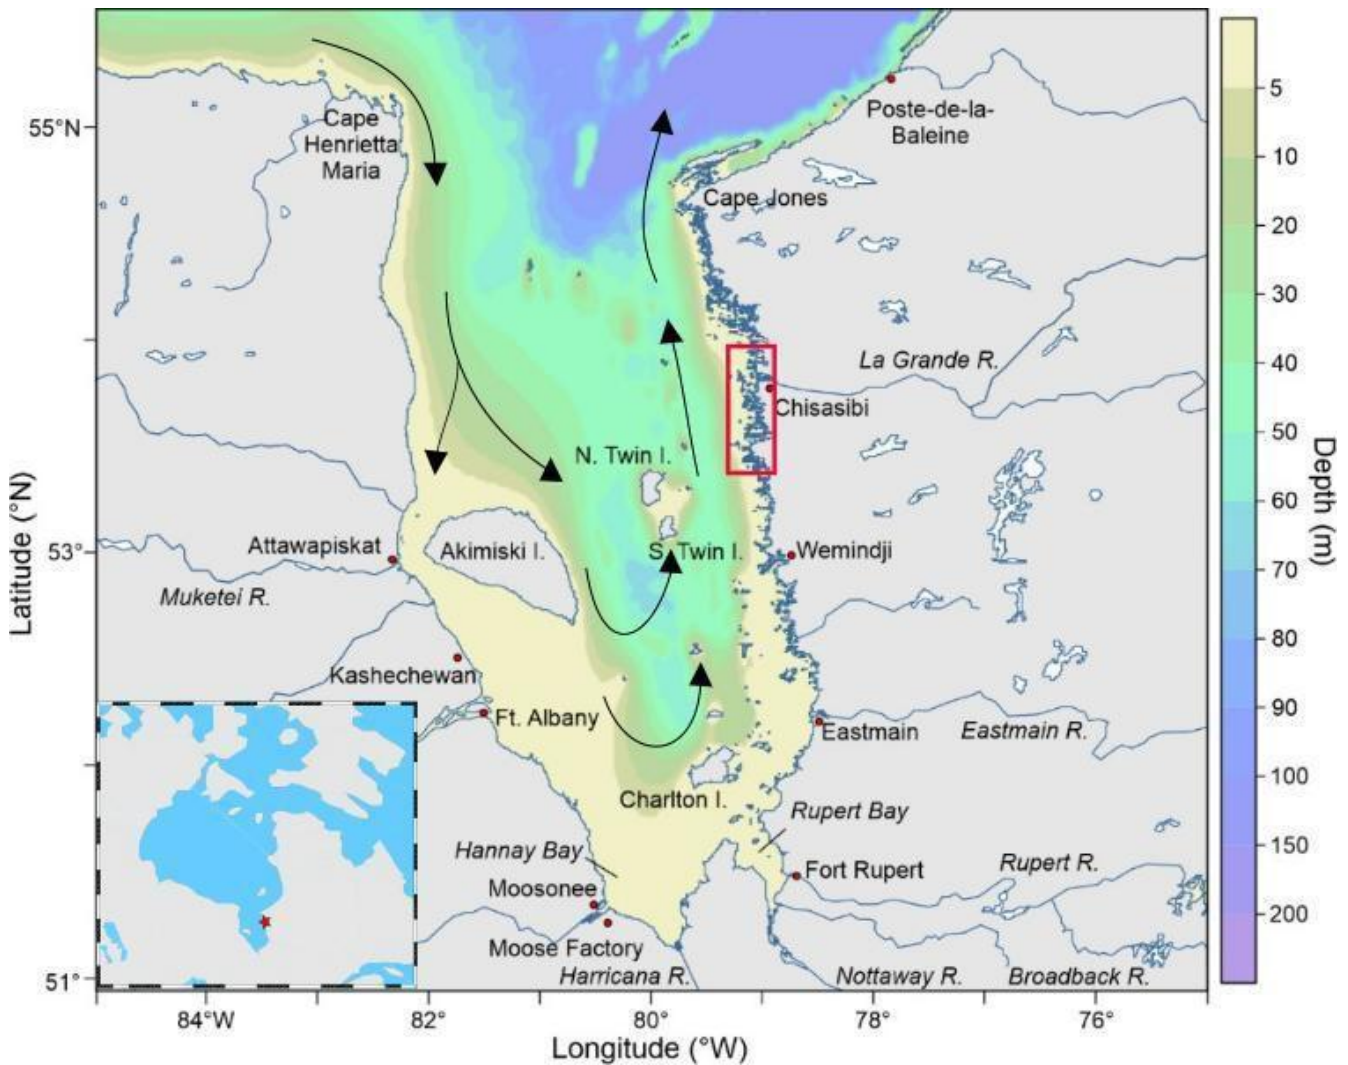 55°N
53°
51°
Latitude (°N)
84°W
82°
80°
78°
76°
Longitude (°W)
Cape
Henrietta
Maria
Poste-de-la-
Baleine
Cape Jones
La Grande R.
Chisasibi
N. Twin I.
S. Twin I.
Attawapiskat
Akimiski I.
Wemindji
Muketei R.
Kashechewan
Ft. Albany
Eastmain
Eastmain R.
Charlton I.
Rupert Bay
Hannay Bay
Fort Rupert
Rupert R.
Moosonee
Moose Factory
Harricana R.
Nottaway R.
Broadback R.
5
10
20
30
40
50
60
70
80
90
100
150
200
Depth (m)